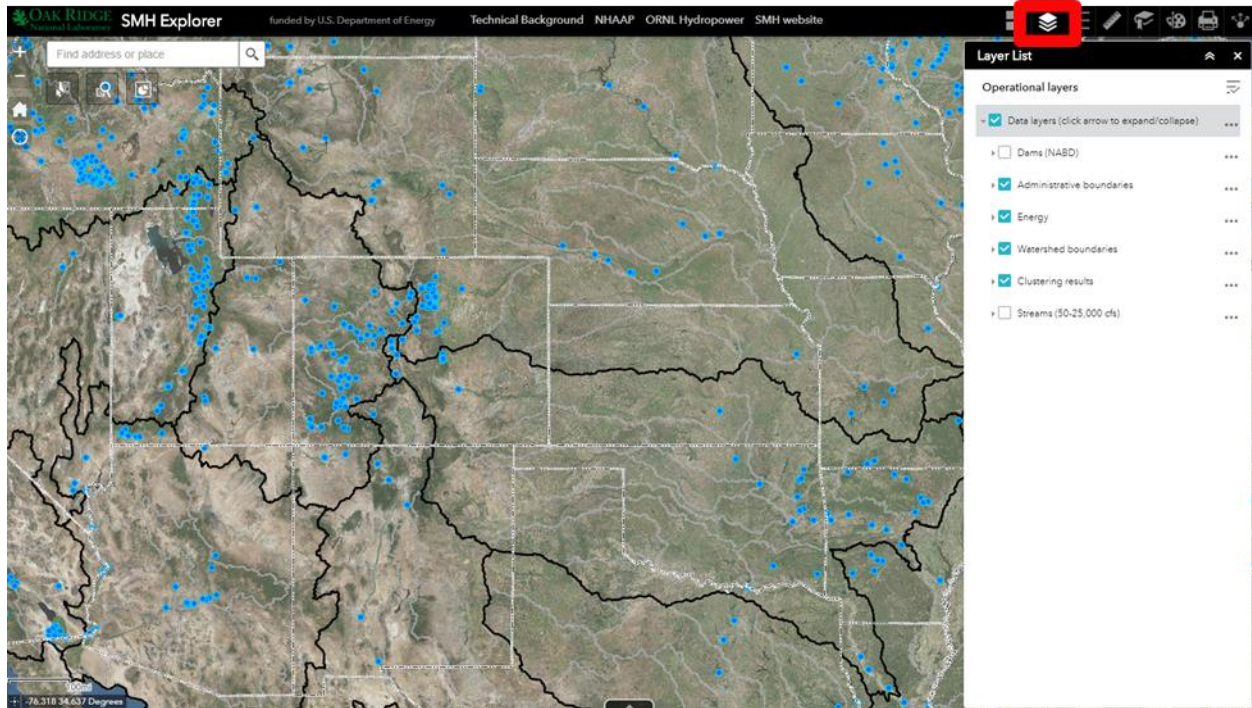 OAK RIDGE
National Laboratory
SMH Explorer
funded by U.S. Department of Energy
Technical Background NHAAP ORNL Hydropower SMH website
Find address or place
Layer List
Operational layers
Data layers (click arrow to expand/collapse)
Dams (NABD)
Administrative boundaries
Energy
Watershed boundaries
Clustering results
Streams (50-25,000 cfs)
100mi
-76.318 34.637 Degrees